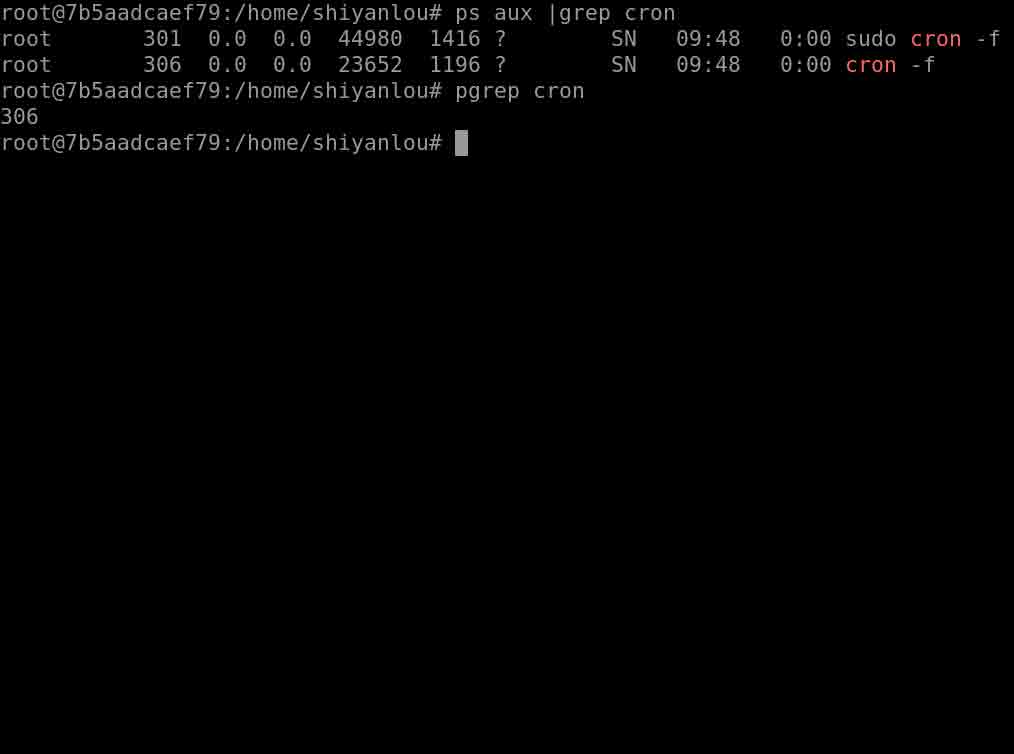 root@7b5aadcaef79:/home/shiyanlou# ps aux |grep cron
root       301  0.0  0.0  44980  1416 ?        SN   09:48   0:00 sudo cron -f
root       306  0.0  0.0  23652  1196 ?        SN   09:48   0:00 cron -f
root@7b5aadcaef79:/home/shiyanlou# pgrep cron
306
root@7b5aadcaef79:/home/shiyanlou#